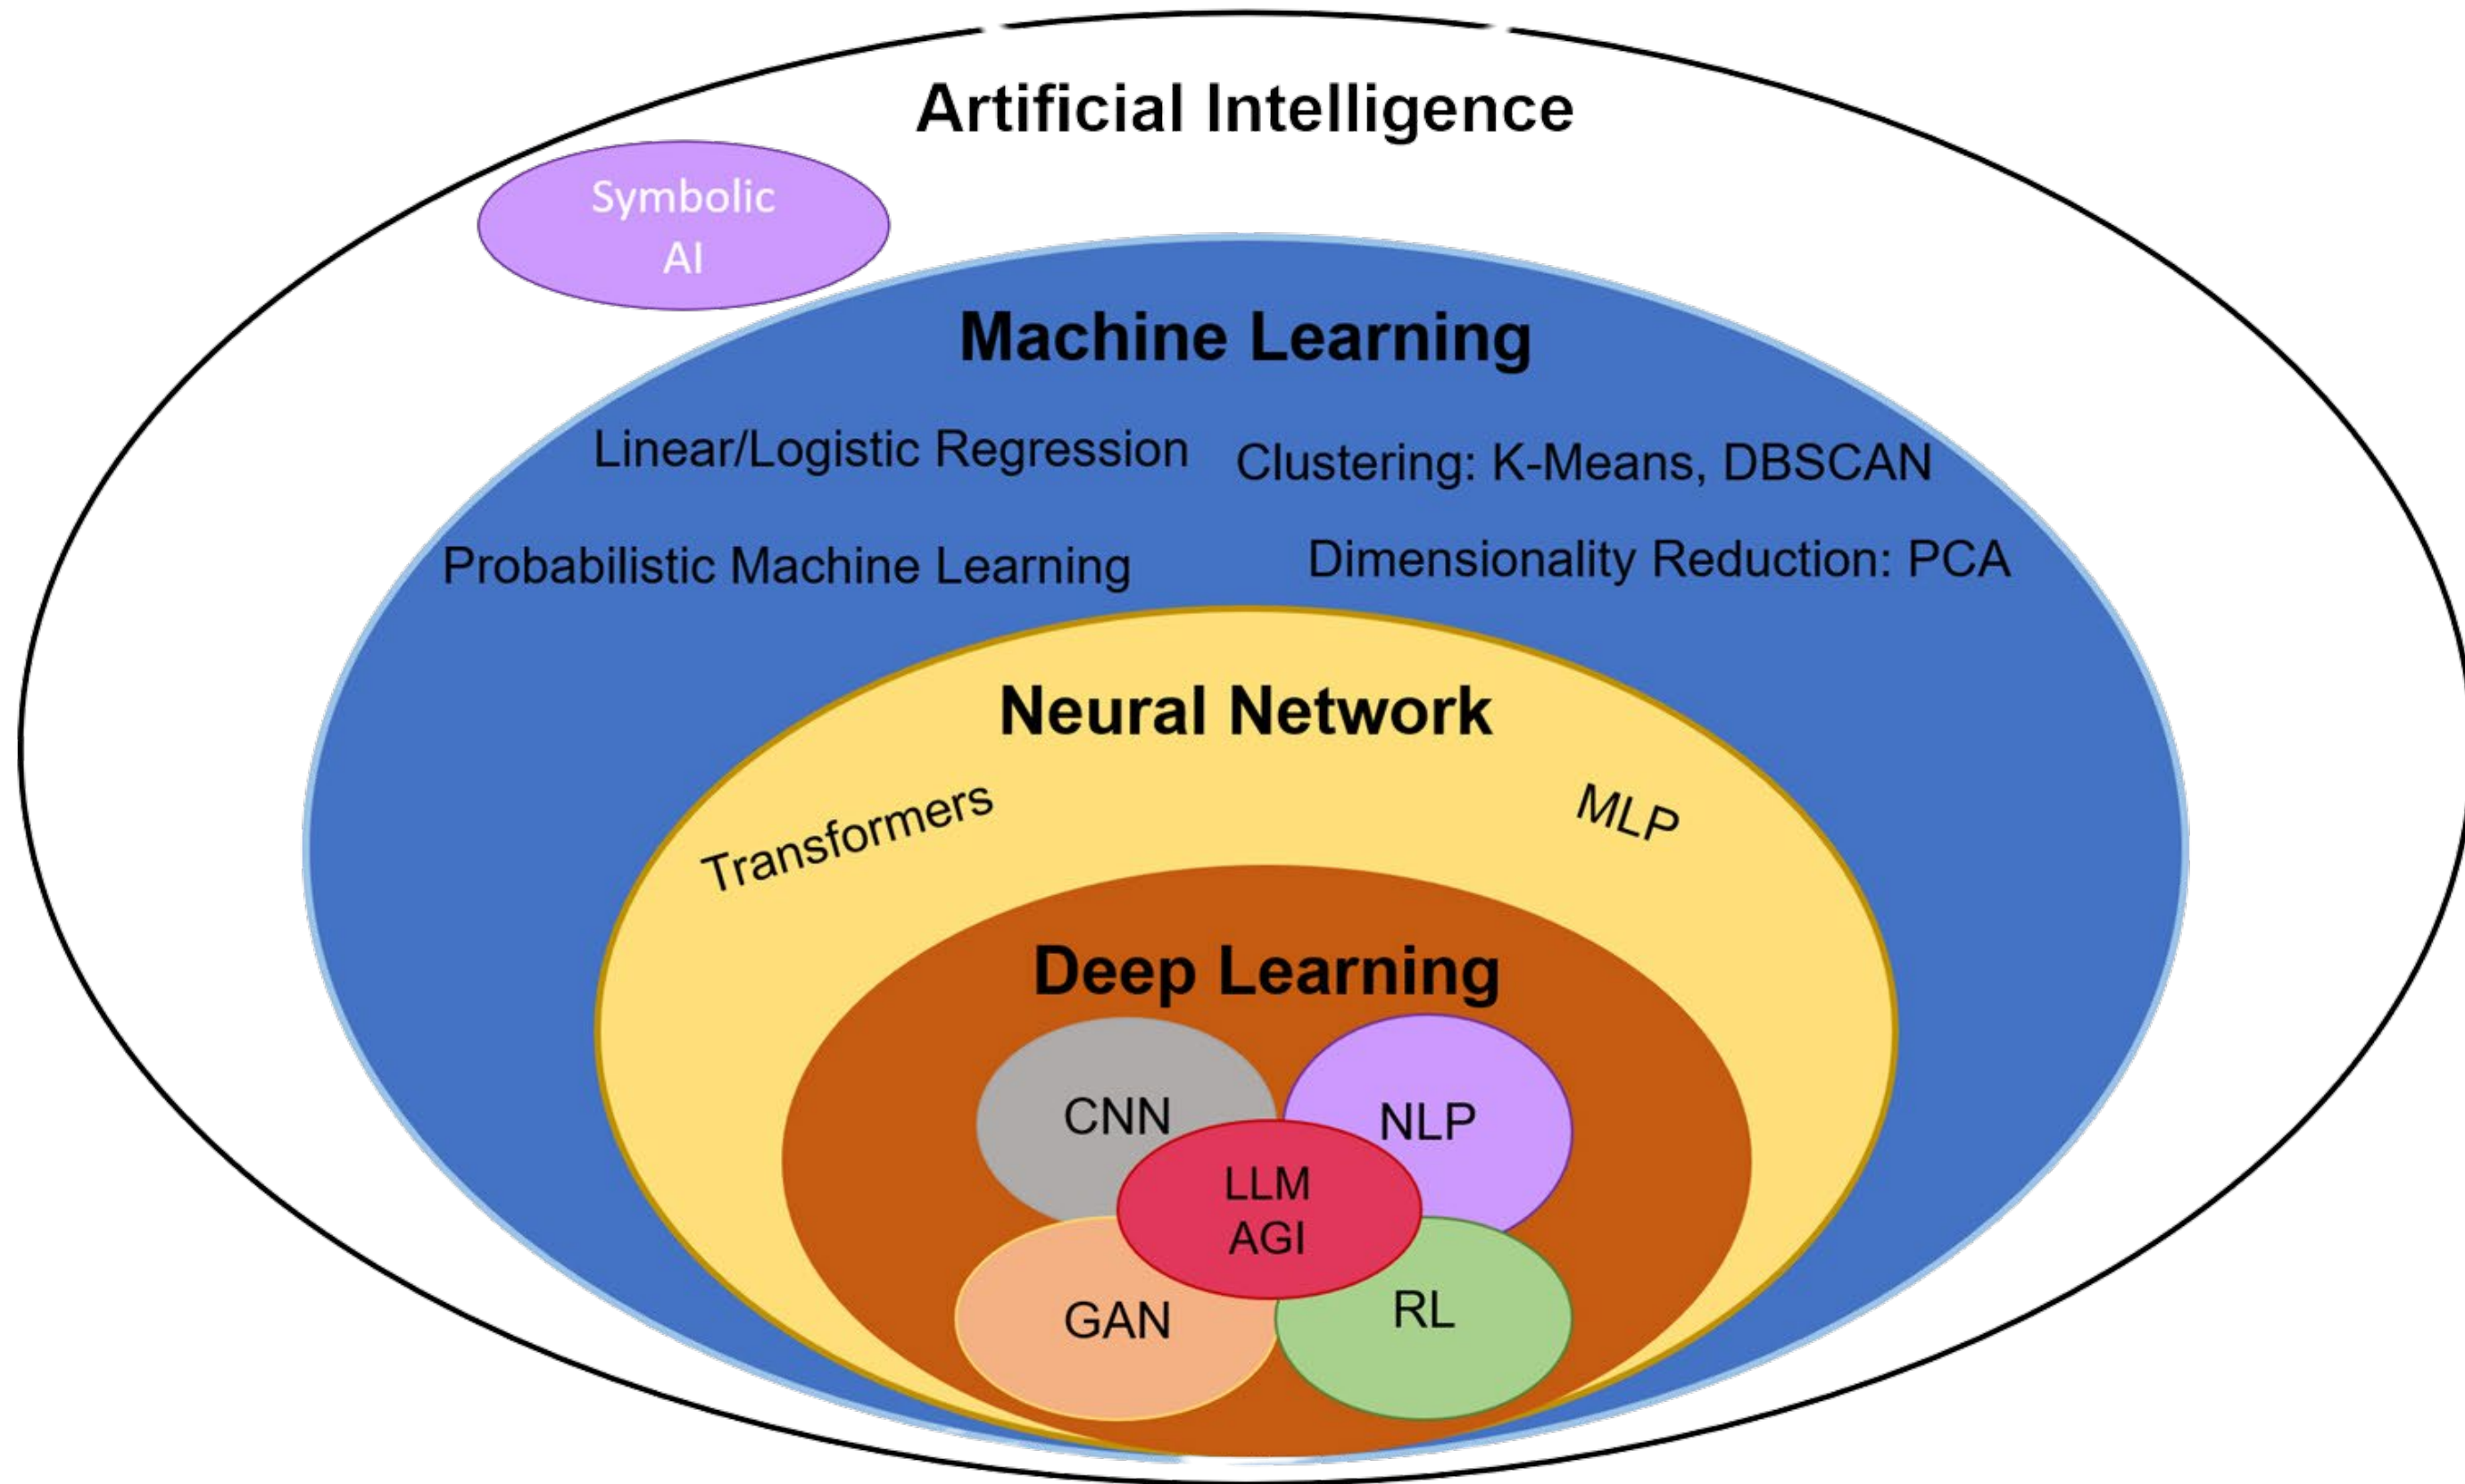 Artificial Intelligence
Symbolic
AI
Machine Learning
Linear/Logistic Regression
Clustering: K-Means, DBSCAN
Probabilistic Machine Learning
Dimensionality Reduction: PCA
Neural Network
Transformers
MLP
Deep Learning
CNN
NLP
LLM
AGI
GAN
RL